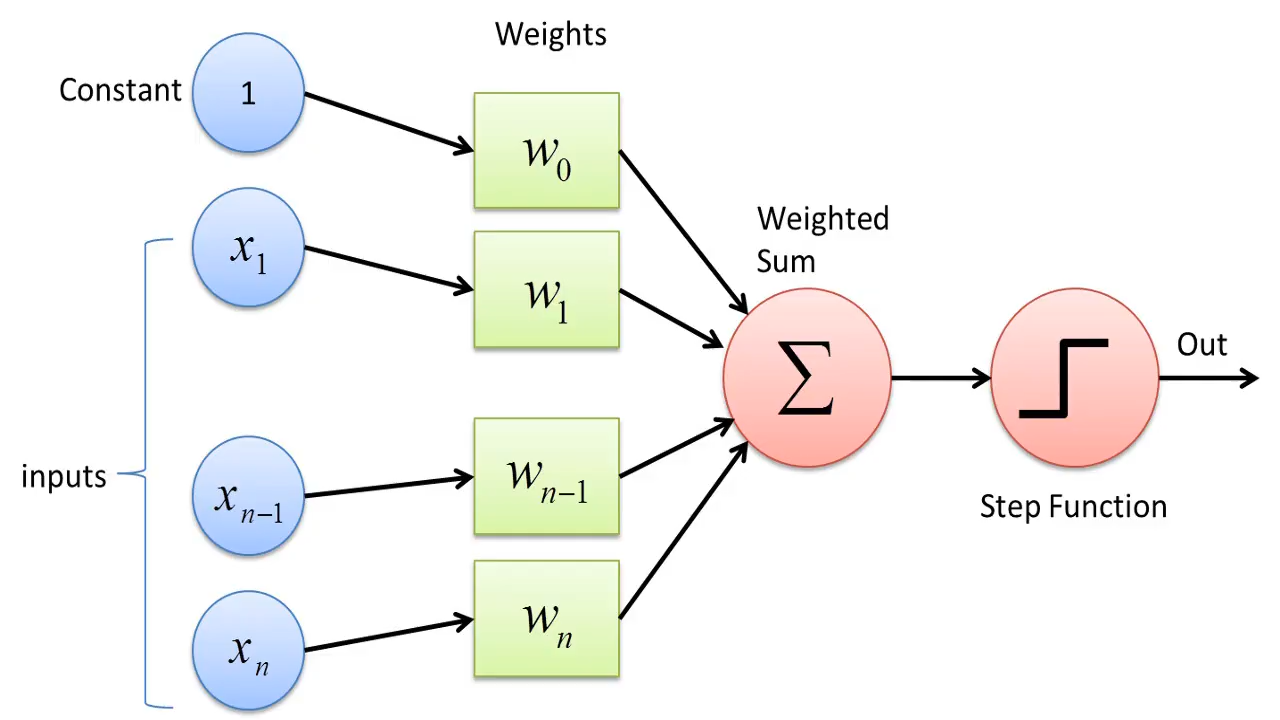 Weights
Constant
1
w₀
x₁
w₁
Weighted
Sum
∑
Out
inputs
xₙ₋₁
wₙ₋₁
Step Function
xₙ
wₙ